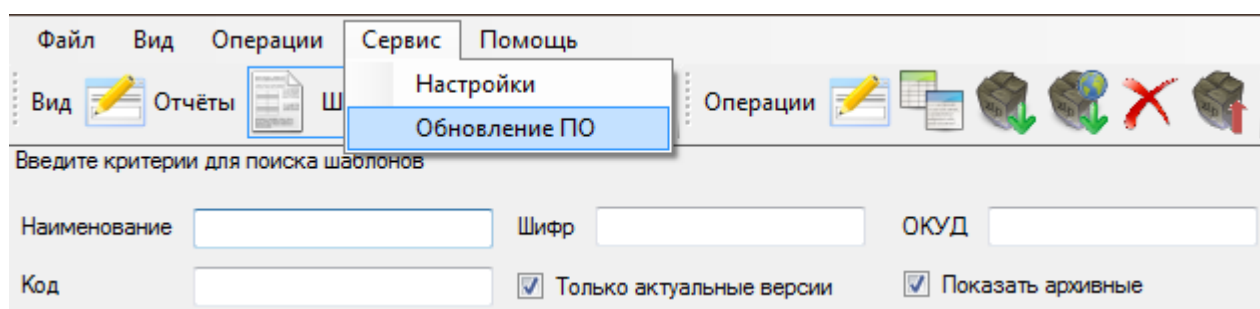 Файл Вид Операции Сервис Помощь
Настройки
Вид Отчёты Ш Операции
Обновление ПО
Введите критерии для поиска шаблонов
Наименование Шифр ОКУД
Код Только актуальные версии Показать архивные